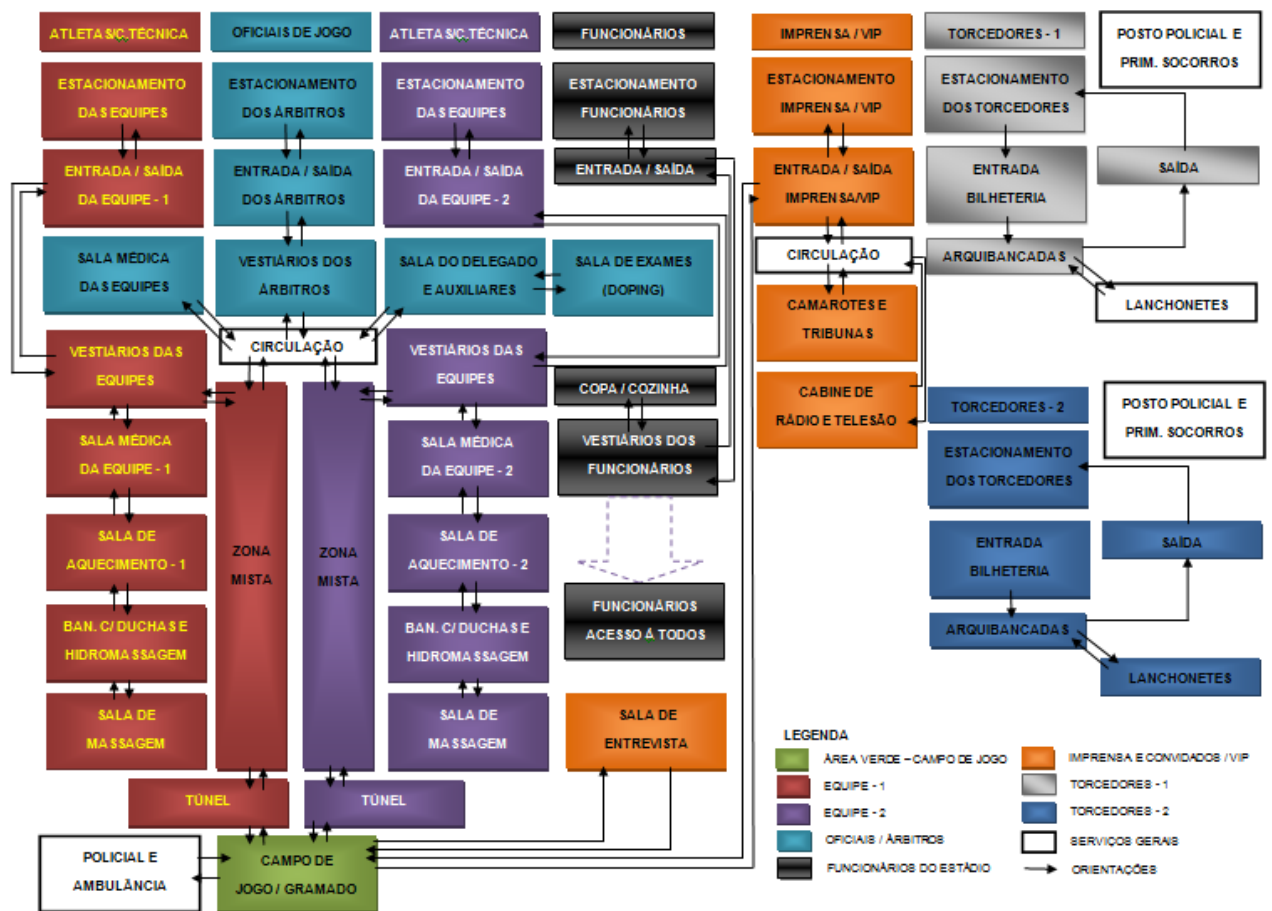 ATLETAS/C.TÉCNICA
OFICIAIS DE JOGO
ATLETAS/C.TÉCNICA
FUNCIONÁRIOS
IMPRENSA / VIP
TORCEDORES - 1
POSTO POLICIAL E
PRIM. SOCORROS
ESTACIONAMENTO
DAS EQUIPES
ESTACIONAMENTO
DOS ÁRBITROS
ESTACIONAMENTO
DAS EQUIPES
ESTACIONAMENTO
FUNCIONÁRIOS
ESTACIONAMENTO
IMPRENSA / VIP
ESTACIONAMENTO
DOS TORCEDORES
ENTRADA / SAÍDA
DA EQUIPE - 1
ENTRADA / SAÍDA
DOS ÁRBITROS
ENTRADA / SAÍDA
DA EQUIPE - 2
ENTRADA / SAÍDA
ENTRADA / SAÍDA
IMPRENSA/VIP
ENTRADA
BILHETERIA
SAÍDA
SALA MÉDICA
DAS EQUIPES
VESTIÁRIOS DOS
ÀRBITROS
SALA DO DELEGADO
E AUXILIARES
SALA DE EXAMES
(DOPING)
CIRCULAÇÃO
ARQUIBANCADAS
LANCHONETES
CIRCULAÇÃO
CAMAROTES E
TRIBUNAS
VESTIÁRIOS DAS
EQUIPES
VESTIÁRIOS DAS
EQUIPES
COPA / COZINHA
CABINE DE
RÁDIO E TELESÃO
TORCEDORES - 2
POSTO POLICIAL E
PRIM. SOCORROS
SALA MÉDICA
DA EQUIPE - 1
SALA MÉDICA
DA EQUIPE - 2
VESTIÁRIOS DOS
FUNCIONÁRIOS
ESTACIONAMENTO
DOS TORCEDORES
SALA DE
AQUECIMENTO - 1
ZONA
MISTA
ZONA
MISTA
SALA DE
AQUECIMENTO - 2
ENTRADA
BILHETERIA
SAÍDA
BAN. C/ DUCHAS E
HIDROMASSAGEM
BAN. C/ DUCHAS E
HIDROMASSAGEM
FUNCIONÁRIOS
ACESSO Á TODOS
ARQUIBANCADAS
LANCHONETES
SALA DE
MASSAGEM
SALA DE
MASSAGEM
SALA DE
ENTREVISTA
TÚNEL
TÚNEL
POLICIAL E
AMBULÂNCIA
CAMPO DE
JOGO / GRAMADO
LEGENDA
ÁREA VERDE – CAMPO DE JOGO
EQUIPE - 1
EQUIPE - 2
OFICIAIS / ÁRBITROS
FUNCIONÁRIOS DO ESTÁDIO
IMPRENSA E CONVIDADOS / VIP
TORCEDORES - 1
TORCEDORES - 2
SERVIÇOS GERAIS
ORIENTAÇÕES